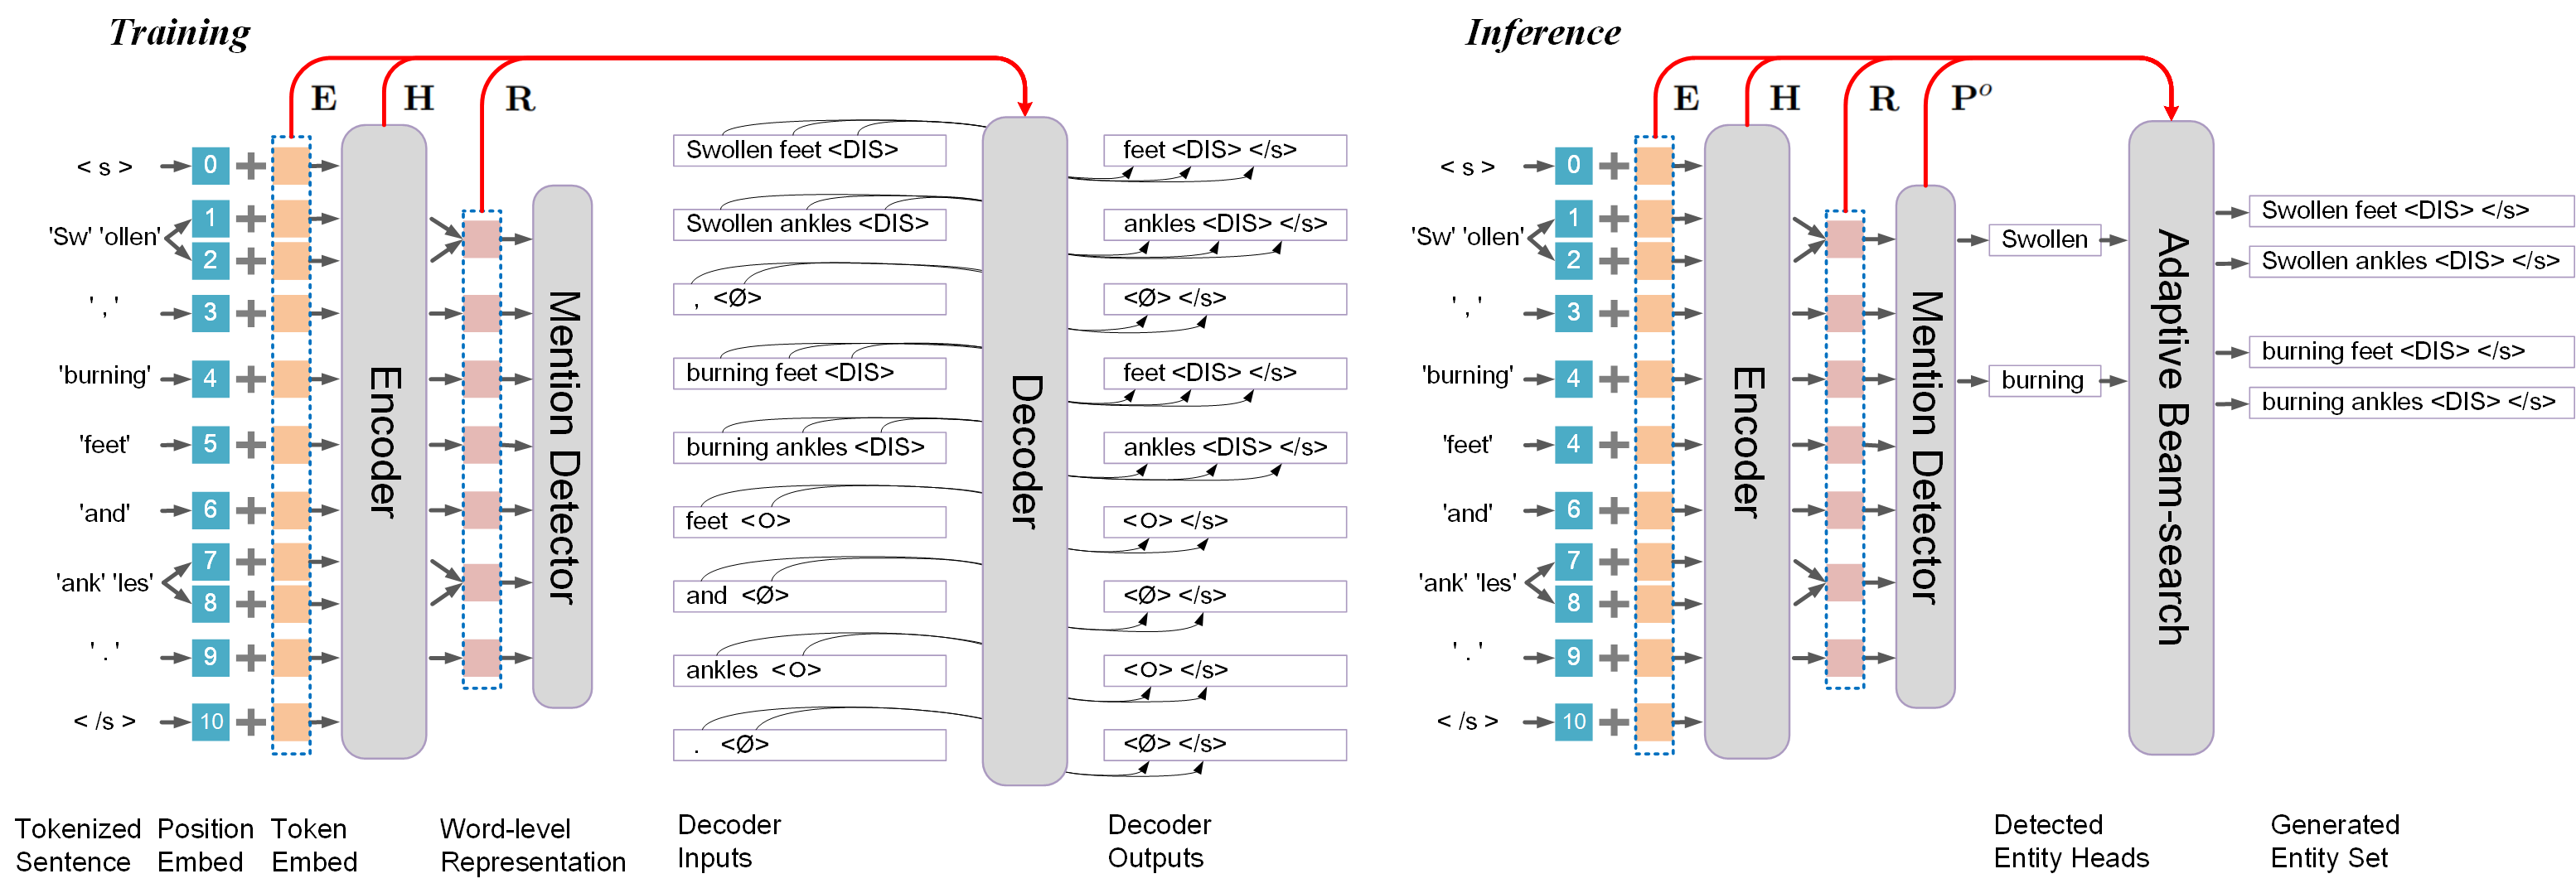 Training
E H R
< s > 0
'Sw' 'ollen' 1
2
' , ' 3
'burning' 4
'feet' 5
'and' 6
'ank' 'les' 7
8
' . ' 9
< /s > 10
Encoder
Mention Detector
Swollen feet <DIS>
Swollen ankles <DIS>
, <Ø>
burning feet <DIS>
burning ankles <DIS>
feet <O>
and <Ø>
ankles <O>
. <Ø>
Decoder
feet <DIS> </s>
ankles <DIS> </s>
<Ø> </s>
feet <DIS> </s>
ankles <DIS> </s>
<O> </s>
<Ø> </s>
<O> </s>
<Ø> </s>
Tokenized
Sentence
Position
Embed
Token
Embed
Word-level
Representation
Decoder
Inputs
Decoder
Outputs
Inference
E H R Pᵒ
< s > 0
'Sw' 'ollen' 1
2
' , ' 3
'burning' 4
'feet' 4
'and' 6
'ank' 'les' 7
8
' . ' 9
< /s > 10
Encoder
Mention Detector
Swollen
burning
Adaptive Beam-search
Swollen feet <DIS> </s>
Swollen ankles <DIS> </s>
burning feet <DIS> </s>
burning ankles <DIS> </s>
Detected
Entity Heads
Generated
Entity Set